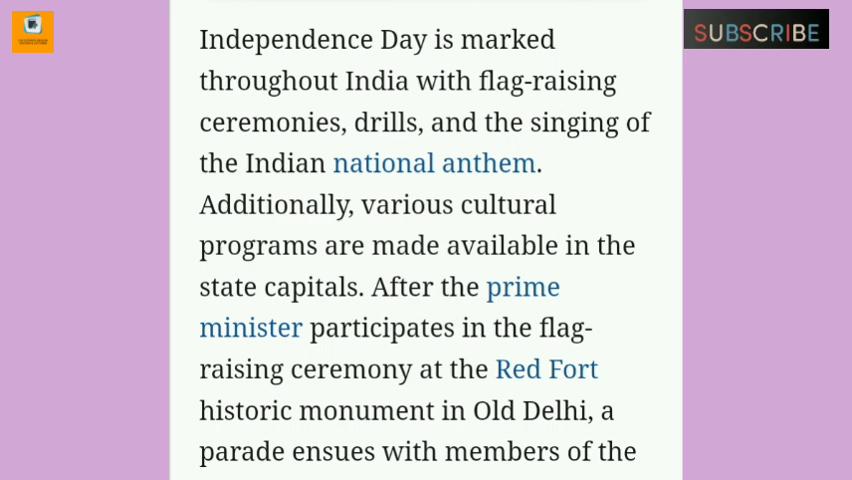 SUBSCRIBE
Independence Day is marked
throughout India with flag-raising
ceremonies, drills, and the singing of
the Indian national anthem.
Additionally, various cultural
programs are made available in the
state capitals. After the prime
minister participates in the flag-
raising ceremony at the Red Fort
historic monument in Old Delhi, a
parade ensues with members of the